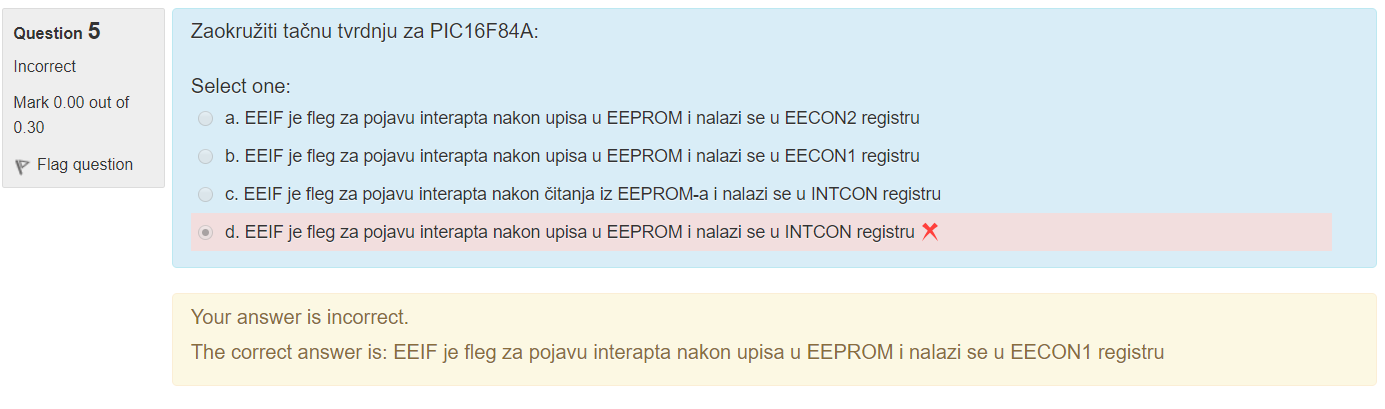 Question 5
Incorrect
Mark 0.00 out of
0.30
Flag question
Zaokružiti tačnu tvrdnju za PIC16F84A:
Select one:
a. EEIF je fleg za pojavu interapta nakon upisa u EEPROM i nalazi se u EECON2 registru
b. EEIF je fleg za pojavu interapta nakon upisa u EEPROM i nalazi se u EECON1 registru
c. EEIF je fleg za pojavu interapta nakon čitanja iz EEPROM-a i nalazi se u INTCON registru
d. EEIF je fleg za pojavu interapta nakon upisa u EEPROM i nalazi se u INTCON registru
Your answer is incorrect.
The correct answer is: EEIF je fleg za pojavu interapta nakon upisa u EEPROM i nalazi se u EECON1 registru